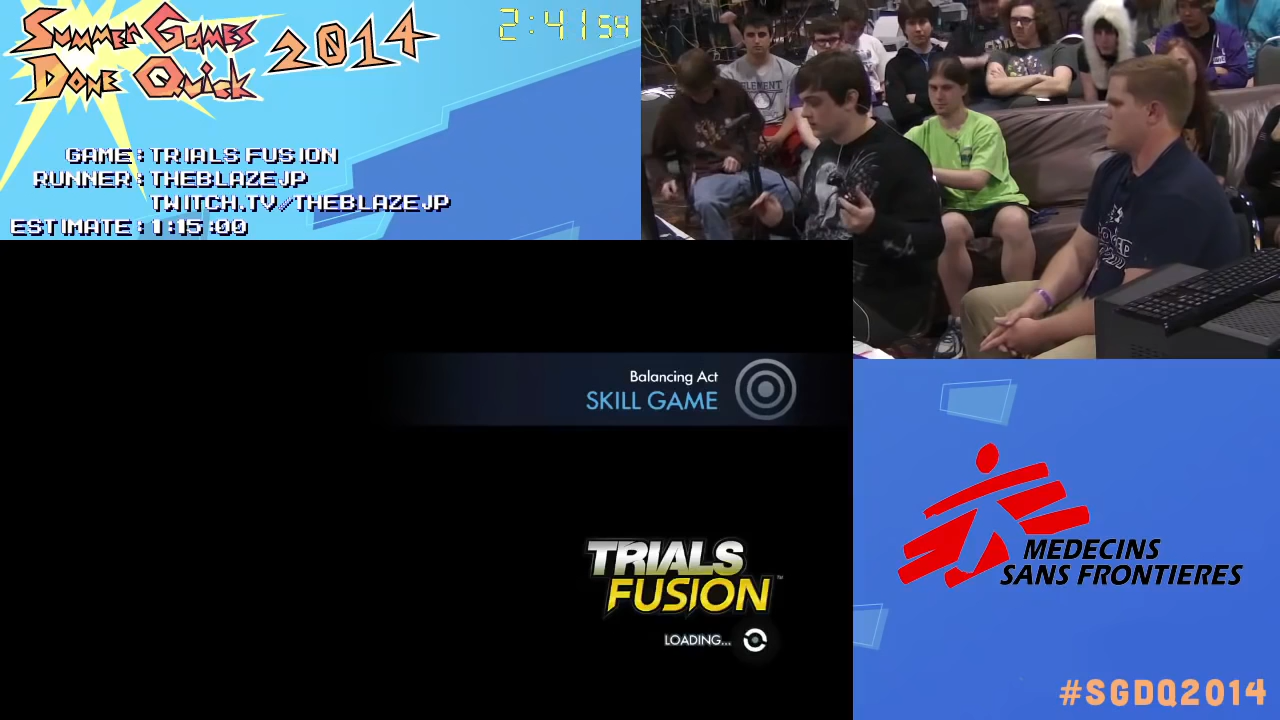 SUMMER GAMES
DONE QUICK
2014
2:41 54
GAME: TRIALS FUSION
RUNNER: THEBLAZEJP
TWITCH.TV/THEBLAZEJP
ESTIMATE: 1:15:00
ELEMENT
Balancing Act
SKILL GAME
TRIALS
FUSION
LOADING...
MEDECINS
SANS FRONTIERES
#SGDQ2014